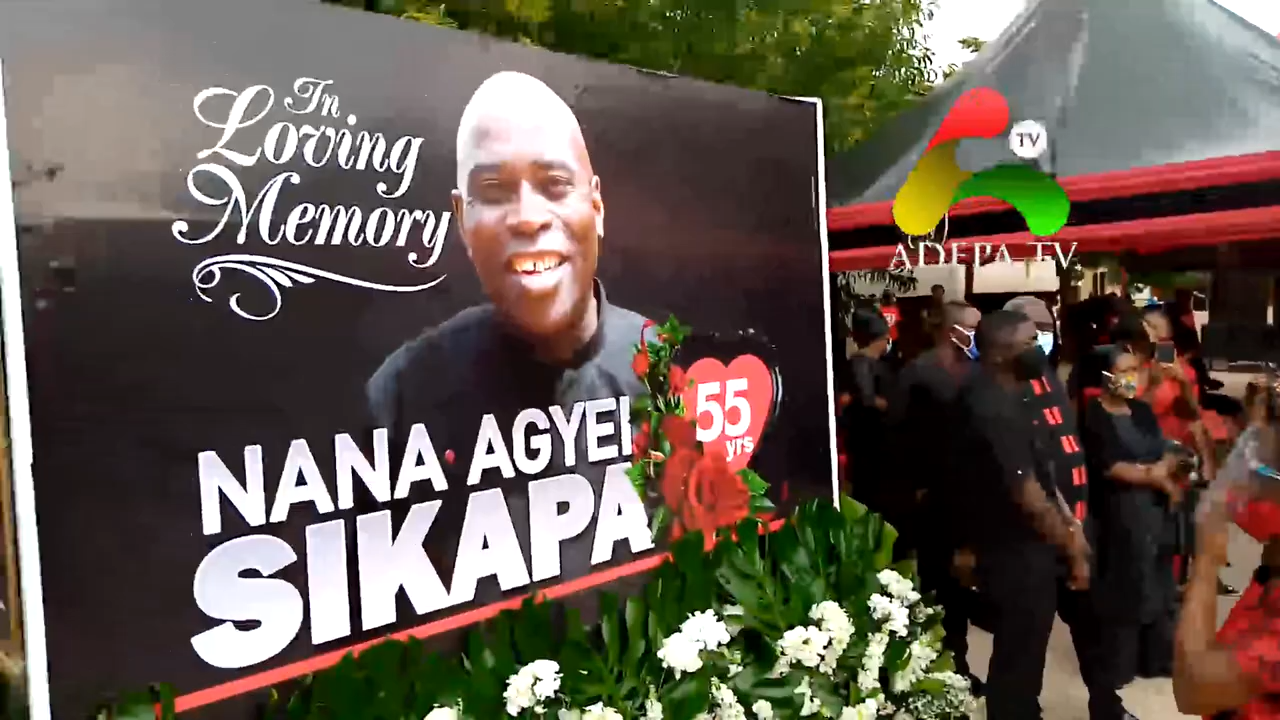 In
Loving
Memory
NANA AGYEI
SIKAPA
55
yrs
TV
ADEPA TV